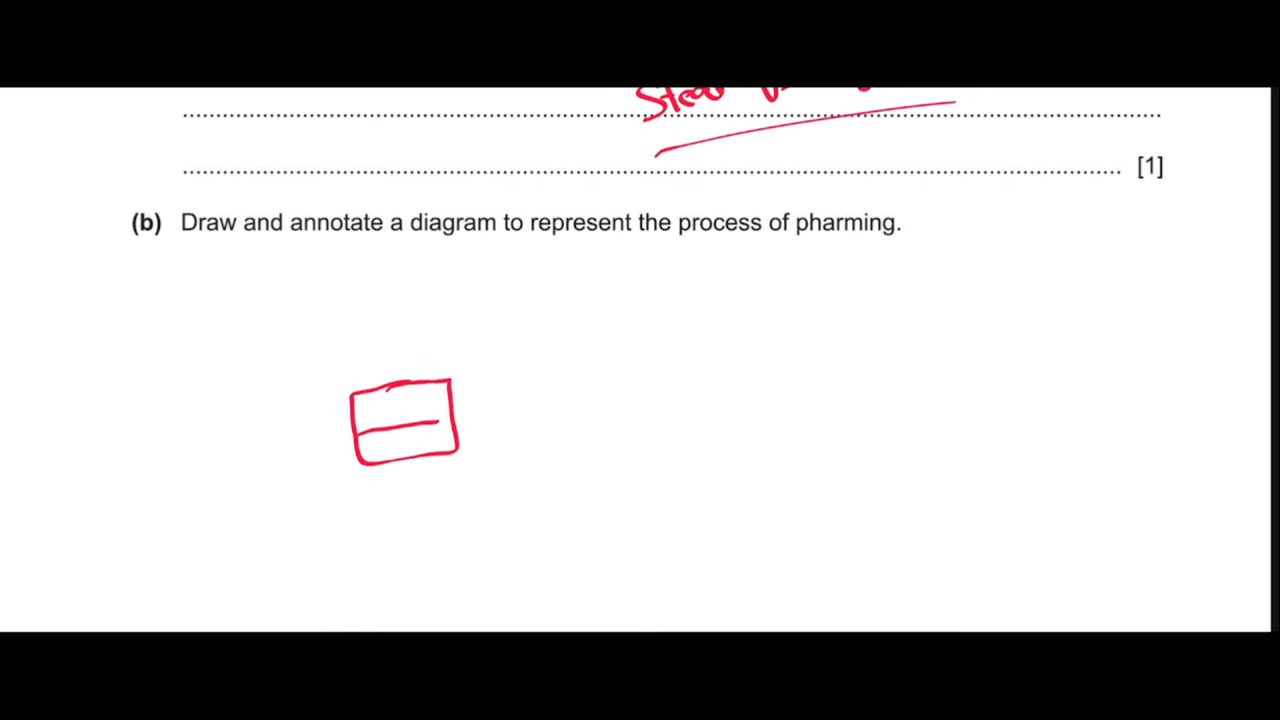 [1]
(b) Draw and annotate a diagram to represent the process of pharming.